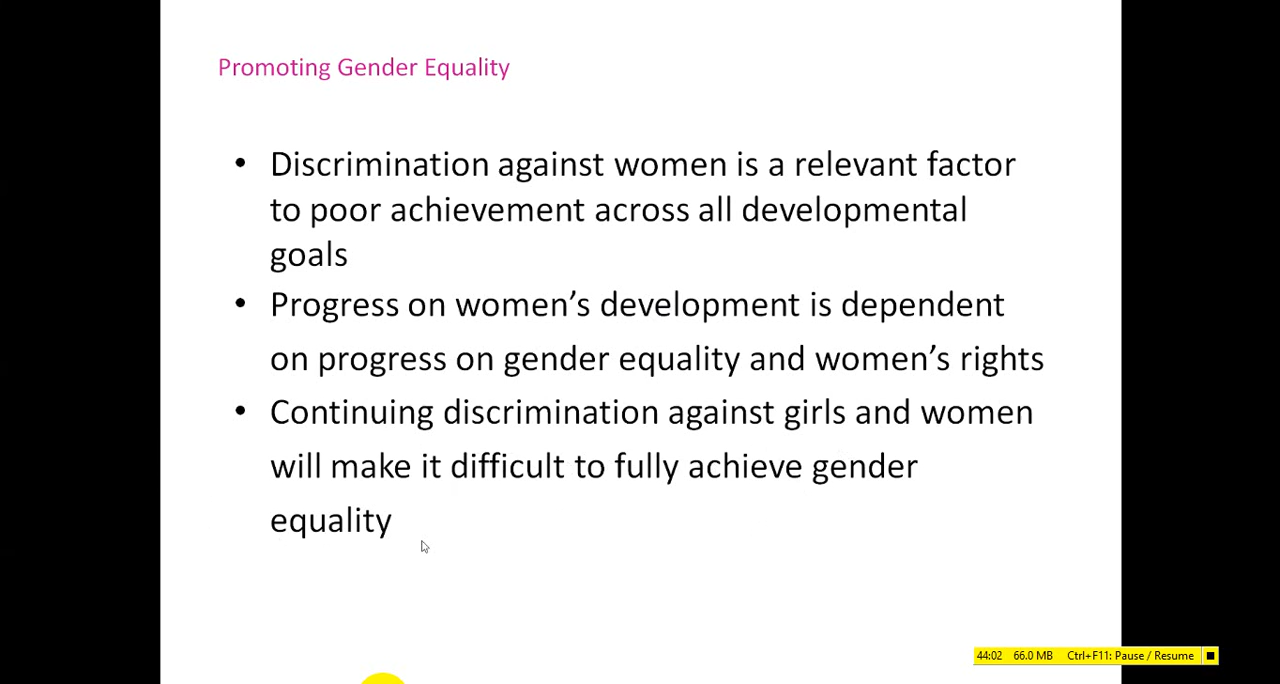 Promoting Gender Equality
• Discrimination against women is a relevant factor
to poor achievement across all developmental
goals
• Progress on women’s development is dependent
on progress on gender equality and women’s rights
• Continuing discrimination against girls and women
will make it difficult to fully achieve gender
equality
44:02 66.0 MB Ctrl+F11: Pause / Resume